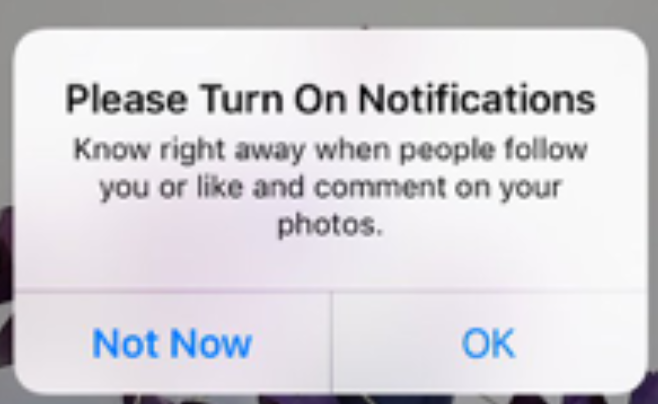 Please Turn On Notifications
Know right away when people follow
you or like and comment on your
photos.
Not Now
OK